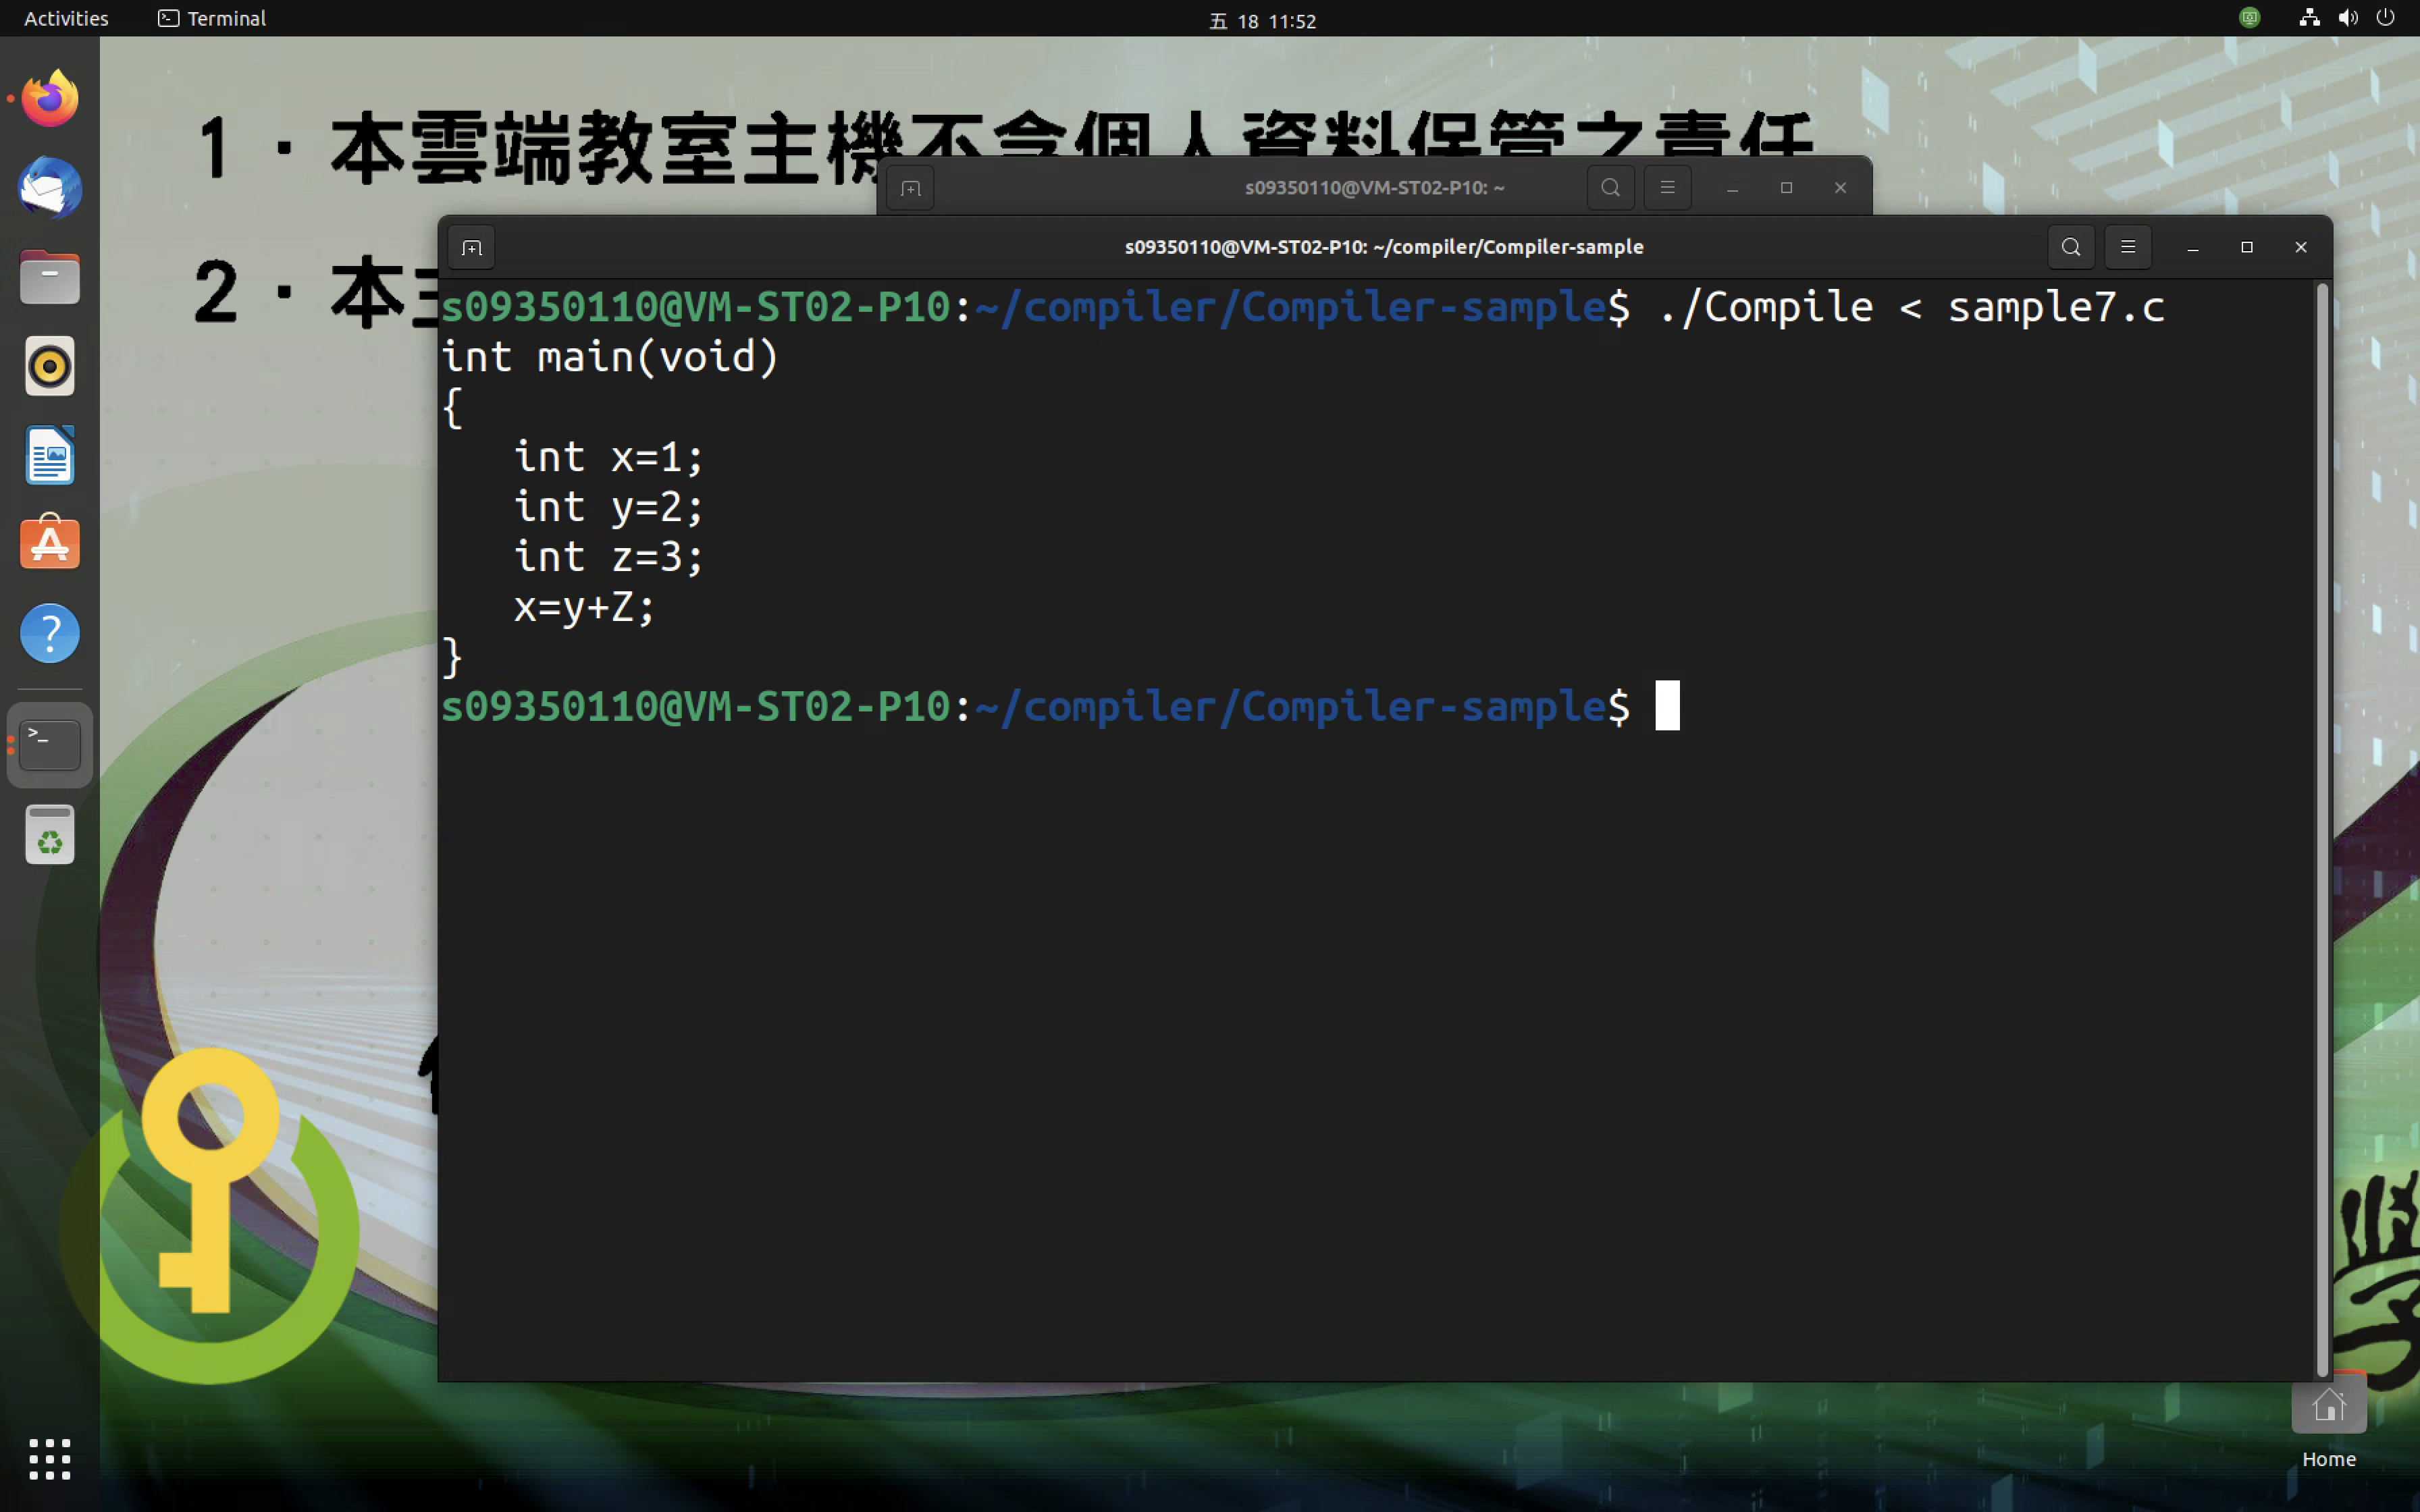 Activities
Terminal
五 18 11:52
1．本雲端教室主機不含個人資料保管之責任
s09350110@VM-ST02-P10: ~
2．本主
s09350110@VM-ST02-P10: ~/compiler/Compiler-sample
s09350110@VM-ST02-P10:~/compiler/Compiler-sample$ ./Compile < sample7.c
int main(void)
{
   int x=1;
   int y=2;
   int z=3;
   x=y+Z;
}
s09350110@VM-ST02-P10:~/compiler/Compiler-sample$
Home